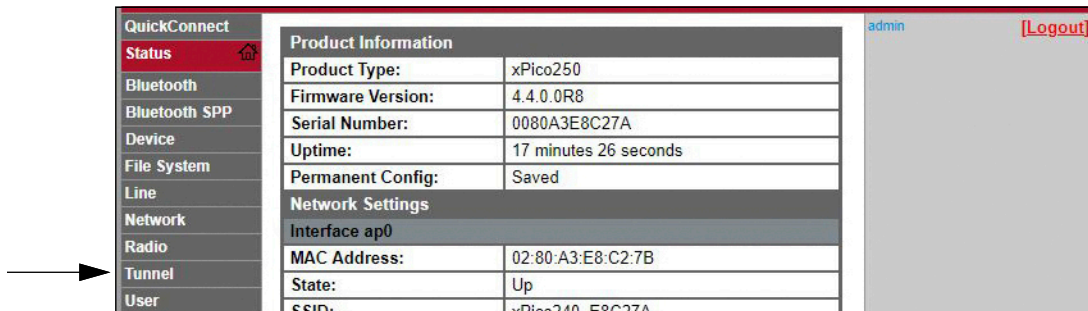 QuickConnect
Status
Bluetooth
Bluetooth SPP
Device
File System
Line
Network
Radio
Tunnel
User
Product Information
Product Type: xPico250
Firmware Version: 4.4.0.0R8
Serial Number: 0080A3E8C27A
Uptime: 17 minutes 26 seconds
Permanent Config: Saved
Network Settings
Interface ap0
MAC Address: 02:80:A3:E8:C2:7B
State: Up
SSID: xPico240_E8C27A
admin
[Logout]